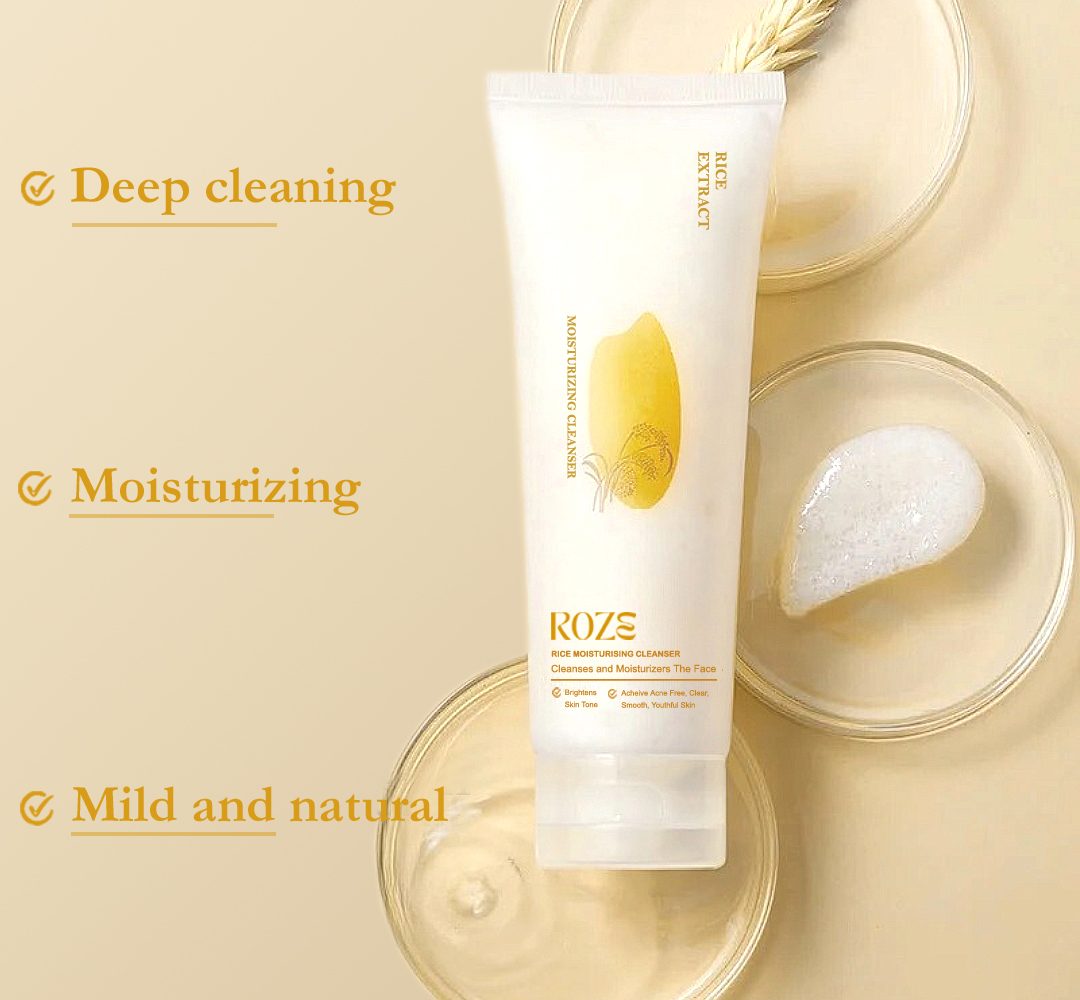 Deep cleaning
Moisturizing
Mild and natural
RICE
EXTRACT
MOISTURIZING CLEANSER
ROZE
RICE MOISTURISING CLEANSER
Cleanses and Moisturizers The Face
Brightens
Skin Tone
Acheive Acne Free, Clear,
Smooth, Youthful Skin